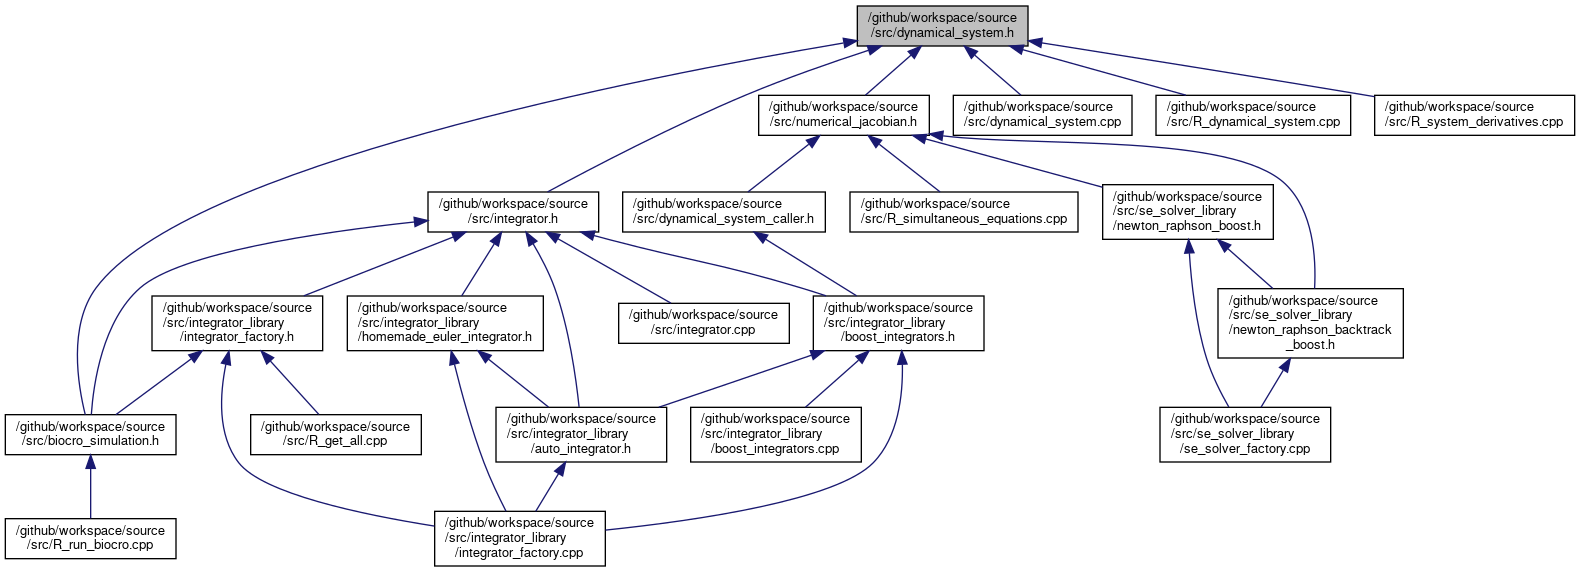 /github/workspace/source
/src/dynamical_system.h
/github/workspace/source
/src/numerical_jacobian.h
/github/workspace/source
/src/dynamical_system.cpp
/github/workspace/source
/src/R_dynamical_system.cpp
/github/workspace/source
/src/R_system_derivatives.cpp
/github/workspace/source
/src/integrator.h
/github/workspace/source
/src/dynamical_system_caller.h
/github/workspace/source
/src/R_simultaneous_equations.cpp
/github/workspace/source
/src/se_solver_library
/newton_raphson_boost.h
/github/workspace/source
/src/integrator_library
/integrator_factory.h
/github/workspace/source
/src/integrator_library
/homemade_euler_integrator.h
/github/workspace/source
/src/integrator.cpp
/github/workspace/source
/src/integrator_library
/boost_integrators.h
/github/workspace/source
/src/se_solver_library
/newton_raphson_backtrack
_boost.h
/github/workspace/source
/src/biocro_simulation.h
/github/workspace/source
/src/R_get_all.cpp
/github/workspace/source
/src/integrator_library
/auto_integrator.h
/github/workspace/source
/src/integrator_library
/boost_integrators.cpp
/github/workspace/source
/src/se_solver_library
/se_solver_factory.cpp
/github/workspace/source
/src/R_run_biocro.cpp
/github/workspace/source
/src/integrator_library
/integrator_factory.cpp